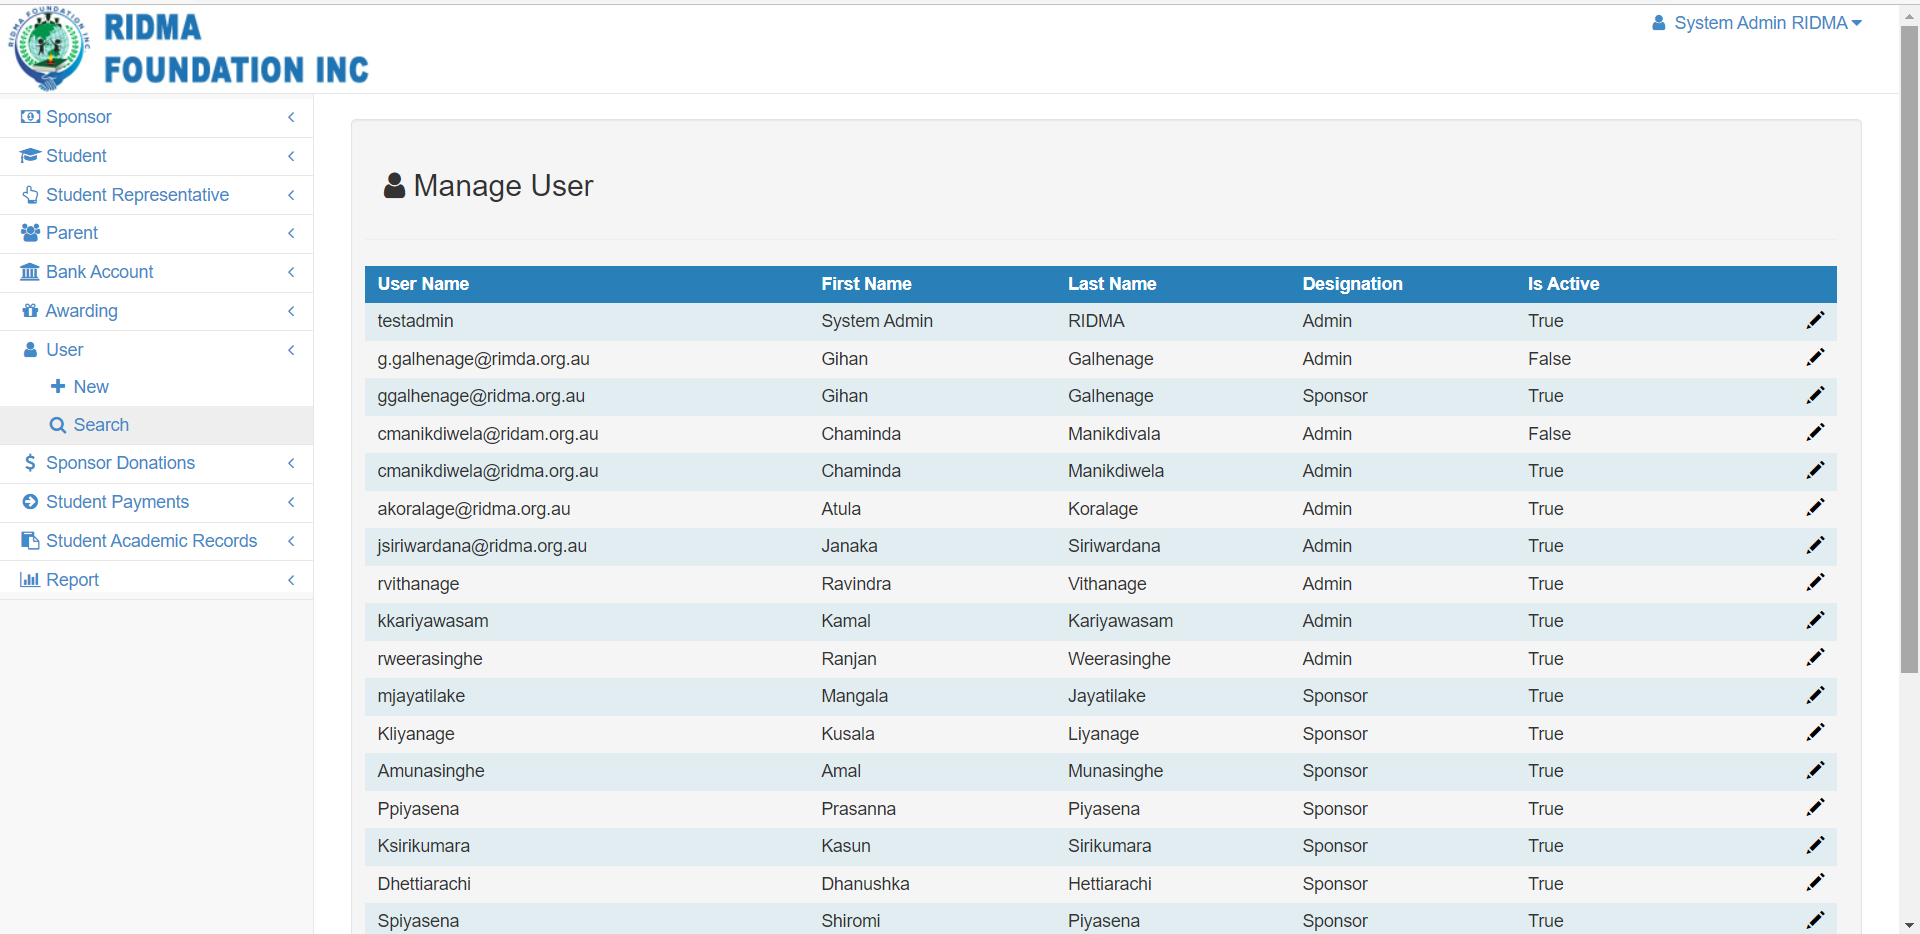 RIDMA FOUNDATION INC
RIDMA
FOUNDATION INC
System Admin RIDMA
Sponsor
Student
Student Representative
Parent
Bank Account
Awarding
User
New
Search
Sponsor Donations
Student Payments
Student Academic Records
Report
Manage User
User Name First Name Last Name Designation Is Active
testadmin System Admin RIDMA Admin True
g.galhenage@rimda.org.au Gihan Galhenage Admin False
ggalhenage@ridma.org.au Gihan Galhenage Sponsor True
cmanikdiwela@ridam.org.au Chaminda Manikdivala Admin False
cmanikdiwela@ridma.org.au Chaminda Manikdiwela Admin True
akoralage@ridma.org.au Atula Koralage Admin True
jsiriwardana@ridma.org.au Janaka Siriwardana Admin True
rvithanage Ravindra Vithanage Admin True
kkariyawasam Kamal Kariyawasam Admin True
rweerasinghe Ranjan Weerasinghe Admin True
mjayatilake Mangala Jayatilake Sponsor True
Kliyanage Kusala Liyanage Sponsor True
Amunasinghe Amal Munasinghe Sponsor True
Ppiyasena Prasanna Piyasena Sponsor True
Ksirikumara Kasun Sirikumara Sponsor True
Dhettiarachi Dhanushka Hettiarachi Sponsor True
Spiyasena Shiromi Piyasena Sponsor True